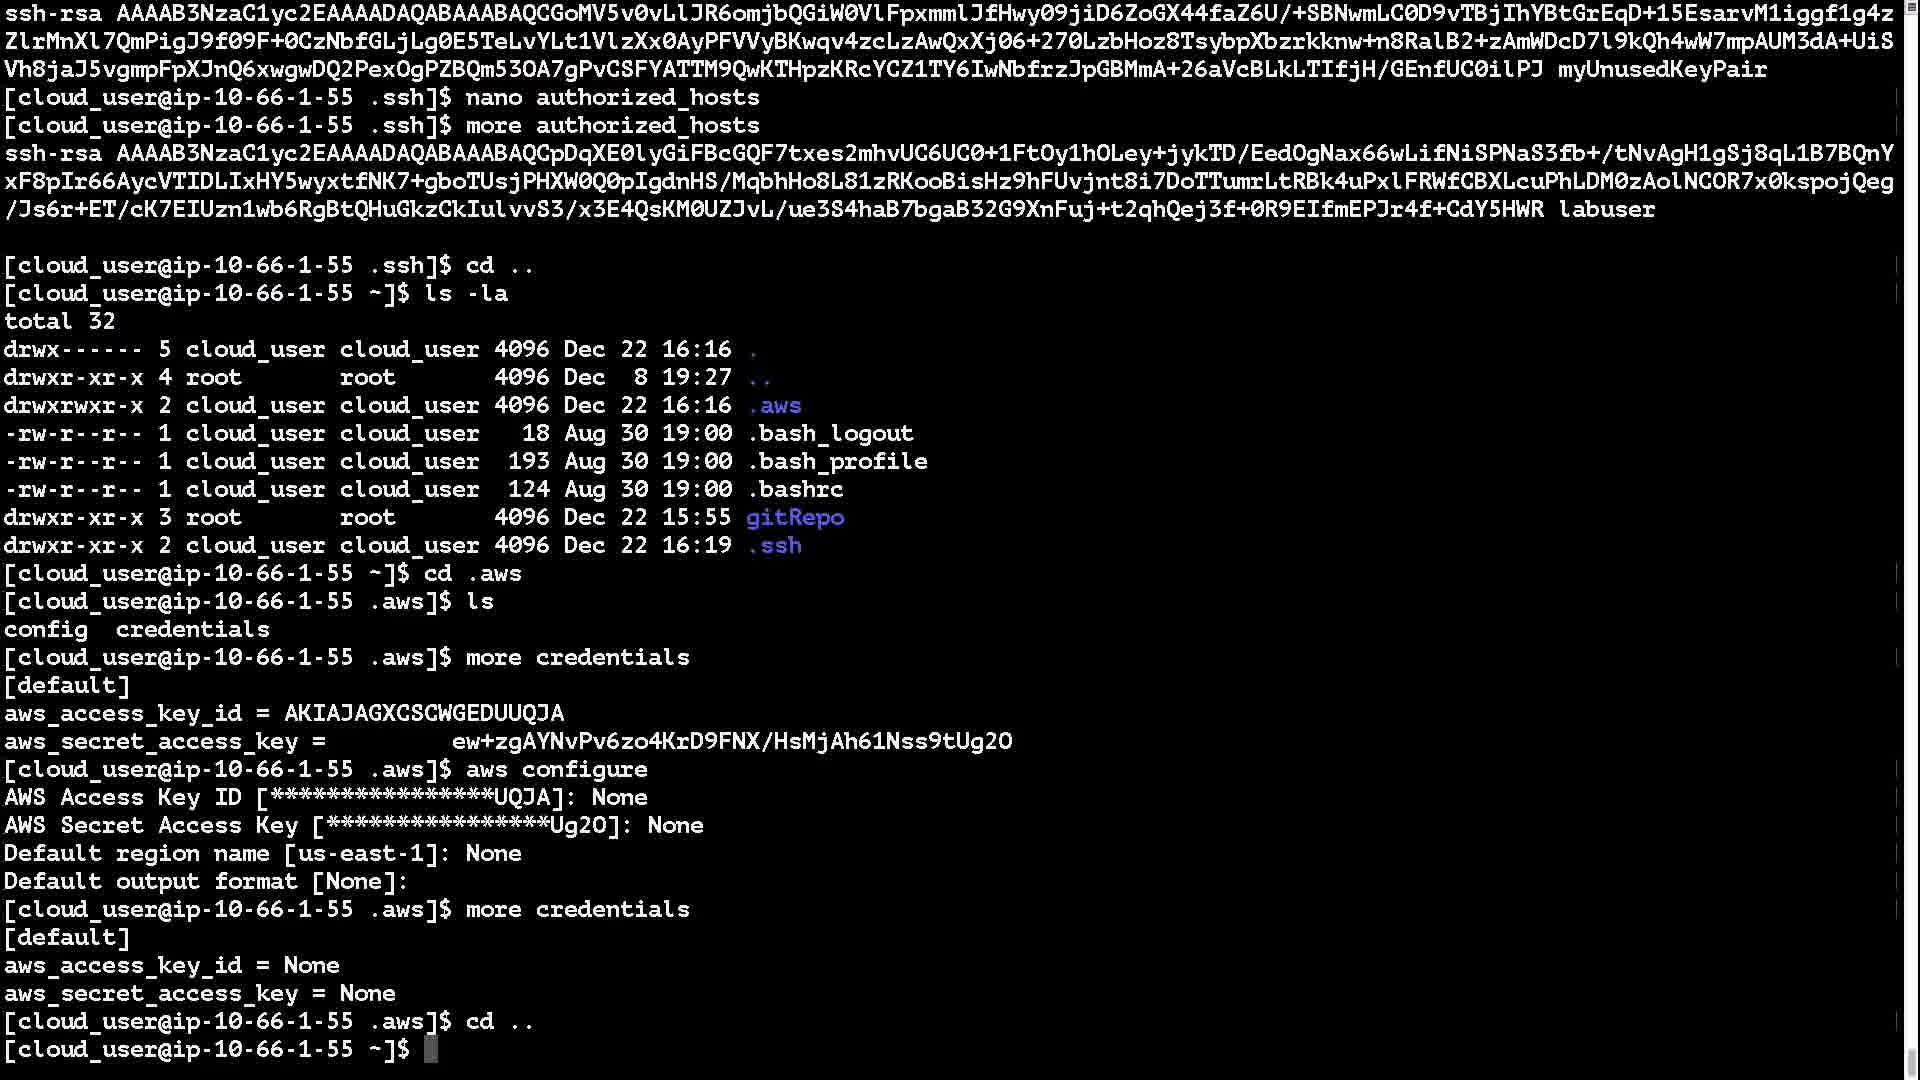 ssh-rsa AAAAB3NzaC1yc2EAAAADAQABAAABAQCGoMV5v0vLlJR6omjbQGiW0VlFpxmmlJfHwy09jiD6ZoGX44faZ6U/+SBNwmLC0D9vTBjIhYBtGrEqD+15EsarvM1iggf1g4z
ZlrMnXl7QmPigJ9f09F+0CzNbfGLjLg0E5TeLvYLt1VlzXx0AyPFVVyBKwqv4zcLzAwQxXj06+270LzbHoz8TsybpXbzrkknw+n8RalB2+zAmWDcD7l9kQh4wW7mpAUM3dA+UiS
Vh8jaJ5vgmpFpXJnQ6xwgwDQ2PexOgPZBQm53OA7gPvCSFYATTM9QwKTHpzKRcYCZ1TY6IwNbfrzJpGBMmA+26aVcBLkLTIfjH/GEnfUC0ilPJ myUnusedKeyPair
[cloud_user@ip-10-66-1-55 .ssh]$ nano authorized_hosts
[cloud_user@ip-10-66-1-55 .ssh]$ more authorized_hosts
ssh-rsa AAAAB3NzaC1yc2EAAAADAQABAAABAQCpDqXE0lyGiFBcGQF7txes2mhvUC6UC0+1FtOy1hOLey+jykTD/EedOgNax66wLifNiSPNaS3fb+/tNvAgH1gSj8qL1B7BQnY
xF8pIr66AycVTIDLIxHY5wyxtfNK7+gboTUsjPHXW0Q0pIgdnHS/MqbhHo8L81zRKooBisHz9hFUvjnt8i7DoTTumrLtRBk4uPxlFRWfCBXLcuPhLDM0zAolNCOR7x0kspojQeg
/Js6r+ET/cK7EIUzn1wb6RgBtQHuGkzCkIulvvS3/x3E4QsKM0UZJvL/ue3S4haB7bgaB32G9XnFuj+t2qhQej3f+0R9EIfmEPJr4f+CdY5HWR labuser
[cloud_user@ip-10-66-1-55 .ssh]$ cd ..
[cloud_user@ip-10-66-1-55 ~]$ ls -la
total 32
drwx------ 5 cloud_user cloud_user 4096 Dec 22 16:16 .
drwxr-xr-x 4 root       root       4096 Dec  8 19:27 ..
drwxrwxr-x 2 cloud_user cloud_user 4096 Dec 22 16:16 .aws
-rw-r--r-- 1 cloud_user cloud_user   18 Aug 30 19:00 .bash_logout
-rw-r--r-- 1 cloud_user cloud_user  193 Aug 30 19:00 .bash_profile
-rw-r--r-- 1 cloud_user cloud_user  124 Aug 30 19:00 .bashrc
drwxr-xr-x 3 root       root       4096 Dec 22 15:55 gitRepo
drwxr-xr-x 2 cloud_user cloud_user 4096 Dec 22 16:19 .ssh
[cloud_user@ip-10-66-1-55 ~]$ cd .aws
[cloud_user@ip-10-66-1-55 .aws]$ ls
config  credentials
[cloud_user@ip-10-66-1-55 .aws]$ more credentials
[default]
aws_access_key_id = AKIAJAGXCSCWGEDUUQJA
aws_secret_access_key =         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
[cloud_user@ip-10-66-1-55 .aws]$ aws configure
AWS Access Key ID [****************UQJA]: None
AWS Secret Access Key [****************Ug2O]: None
Default region name [us-east-1]: None
Default output format [None]:
[cloud_user@ip-10-66-1-55 .aws]$ more credentials
[default]
aws_access_key_id = None
aws_secret_access_key = None
[cloud_user@ip-10-66-1-55 .aws]$ cd ..
[cloud_user@ip-10-66-1-55 ~]$